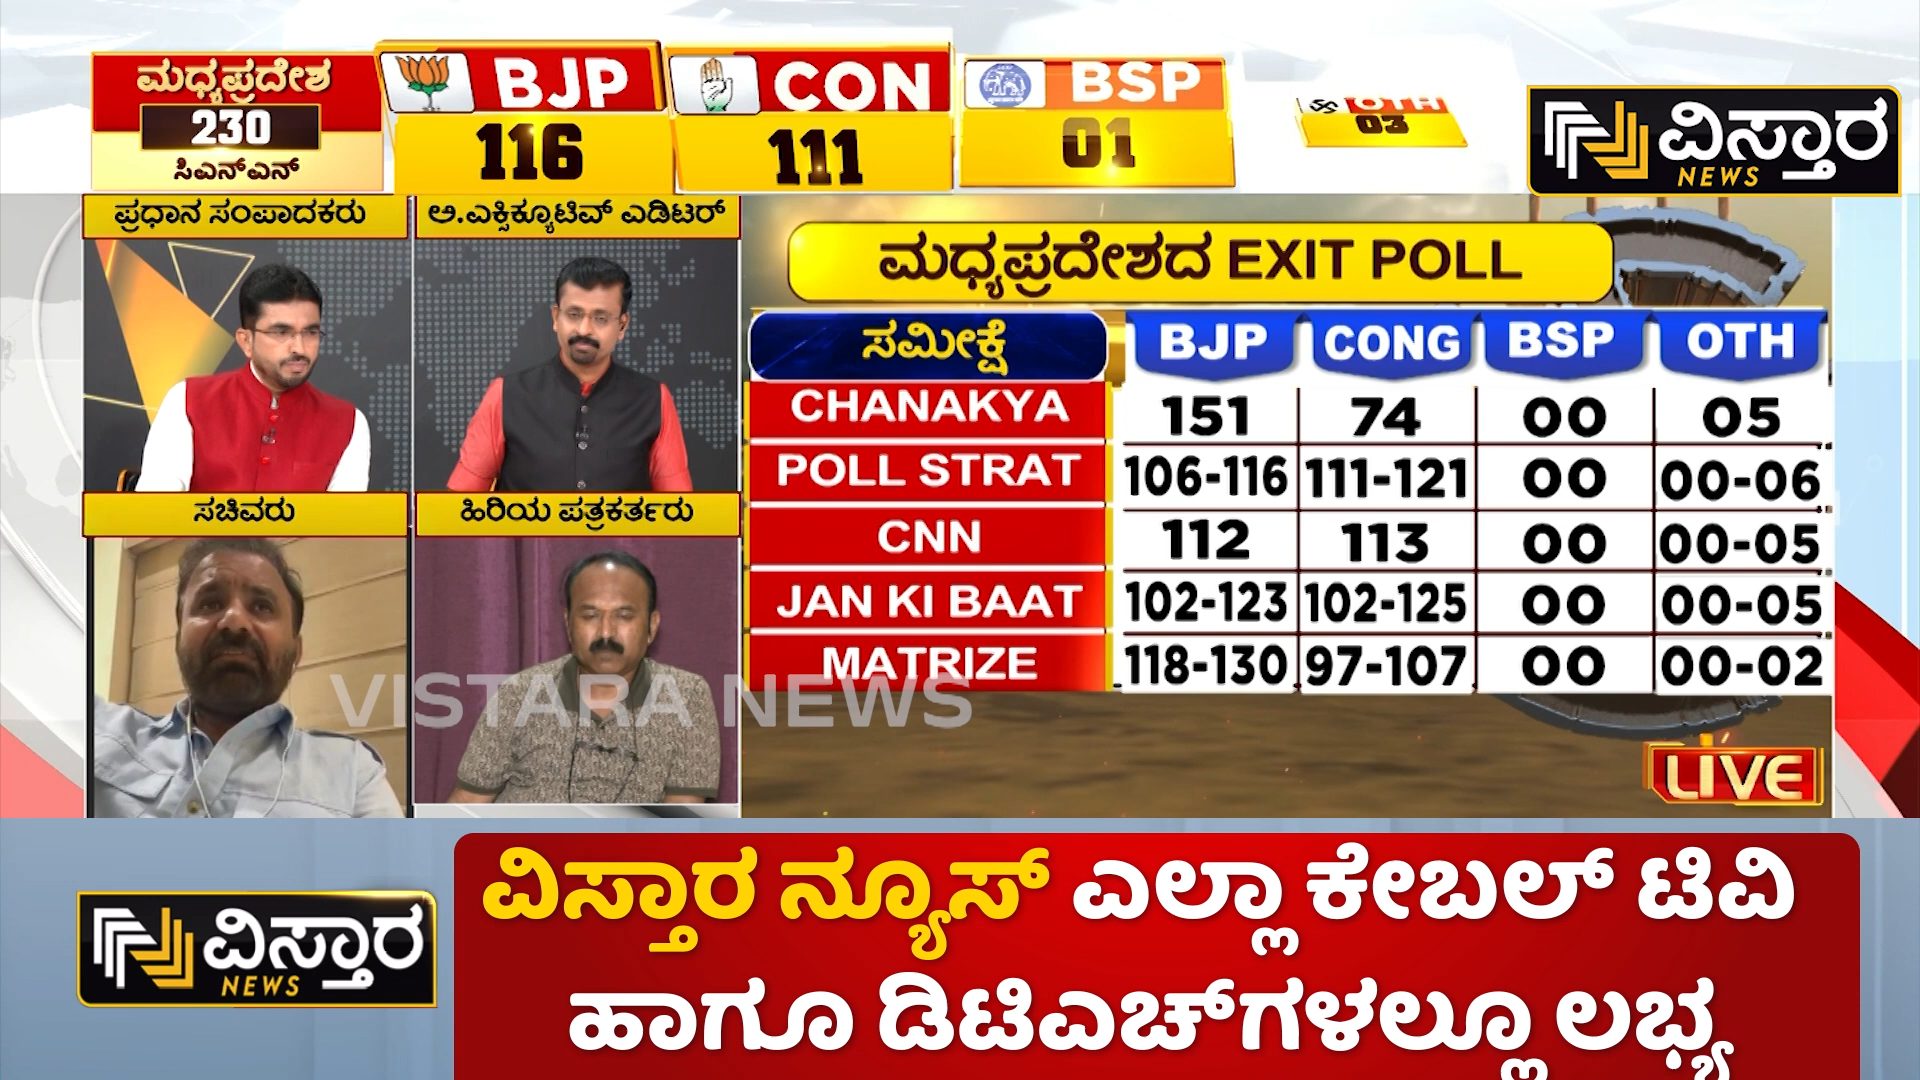 ಮಧ್ಯಪ್ರದೇಶ
230
ಸಿಎನ್ಎನ್
BJP
116
CON
111
BSP
01
OTH
03
ವಿಸ್ತಾರ
NEWS
ಪ್ರಧಾನ ಸಂಪಾದಕರು
ಅ.ಎಕ್ಸಿಕ್ಯೂಟಿವ್ ಎಡಿಟರ್
ಸಚಿವರು
ಹಿರಿಯ ಪತ್ರಕರ್ತರು
ಮಧ್ಯಪ್ರದೇಶದ EXIT POLL
ಸಮೀಕ್ಷೆ BJP CONG BSP OTH
CHANAKYA 151 74 00 05
POLL STRAT 106-116 111-121 00 00-06
CNN 112 113 00 00-05
JAN KI BAAT 102-123 102-125 00 00-05
MATRIZE 118-130 97-107 00 00-02
VISTARA NEWS
LIVE
ವಿಸ್ತಾರ
NEWS
ವಿಸ್ತಾರ ನ್ಯೂಸ್ ಎಲ್ಲಾ ಕೇಬಲ್ ಟಿವಿ
ಹಾಗೂ ಡಿಟಿಎಚ್‌ಗಳಲ್ಲೂ ಲಭ್ಯ